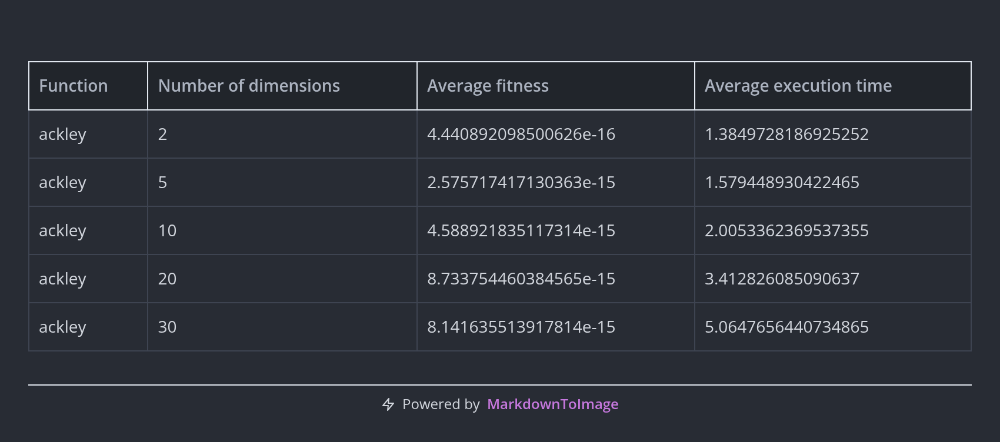 Function Number of dimensions Average fitness Average execution time
ackley 2 4.440892098500626e-16 1.3849728186925252
ackley 5 2.575717417130363e-15 1.579448930422465
ackley 10 4.588921835117314e-15 2.0053362369537355
ackley 20 8.733754460384565e-15 3.412826085090637
ackley 30 8.141635513917814e-15 5.0647656440734865
Powered by MarkdownToImage